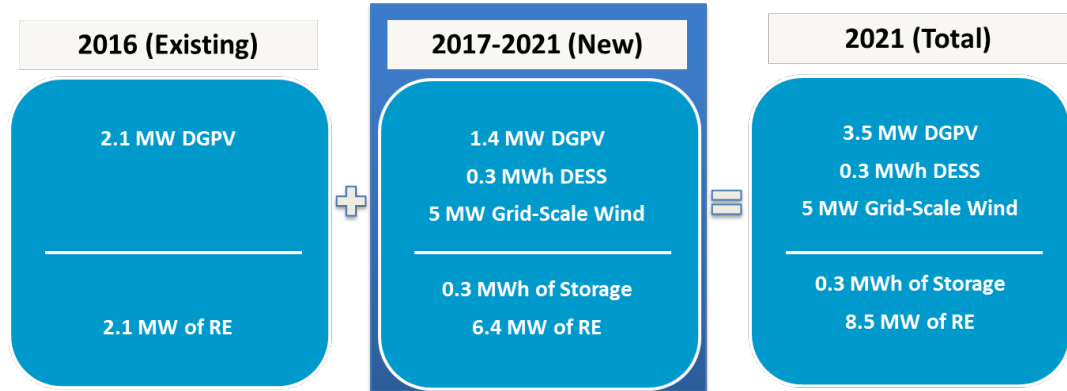 2016 (Existing)
2.1 MW DGPV
2.1 MW of RE
2017-2021 (New)
1.4 MW DGPV
0.3 MWh DESS
5 MW Grid-Scale Wind
0.3 MWh of Storage
6.4 MW of RE
2021 (Total)
3.5 MW DGPV
0.3 MWh DESS
5 MW Grid-Scale Wind
0.3 MWh of Storage
8.5 MW of RE